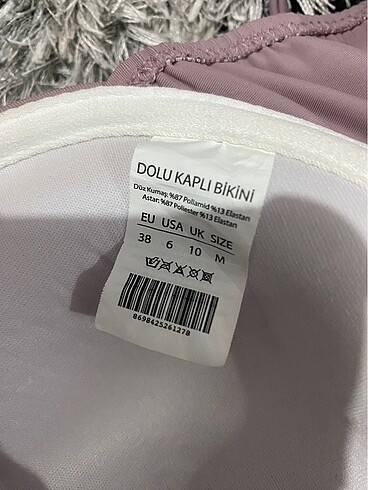 DOLU KAPLI BİKİNİ
Düz Kumaş: %87 Poliamid %13 Elastan
Astar: %87 Poliester %13 Elastan
EU USA UK SIZE
38 6 10 M
8698425261278